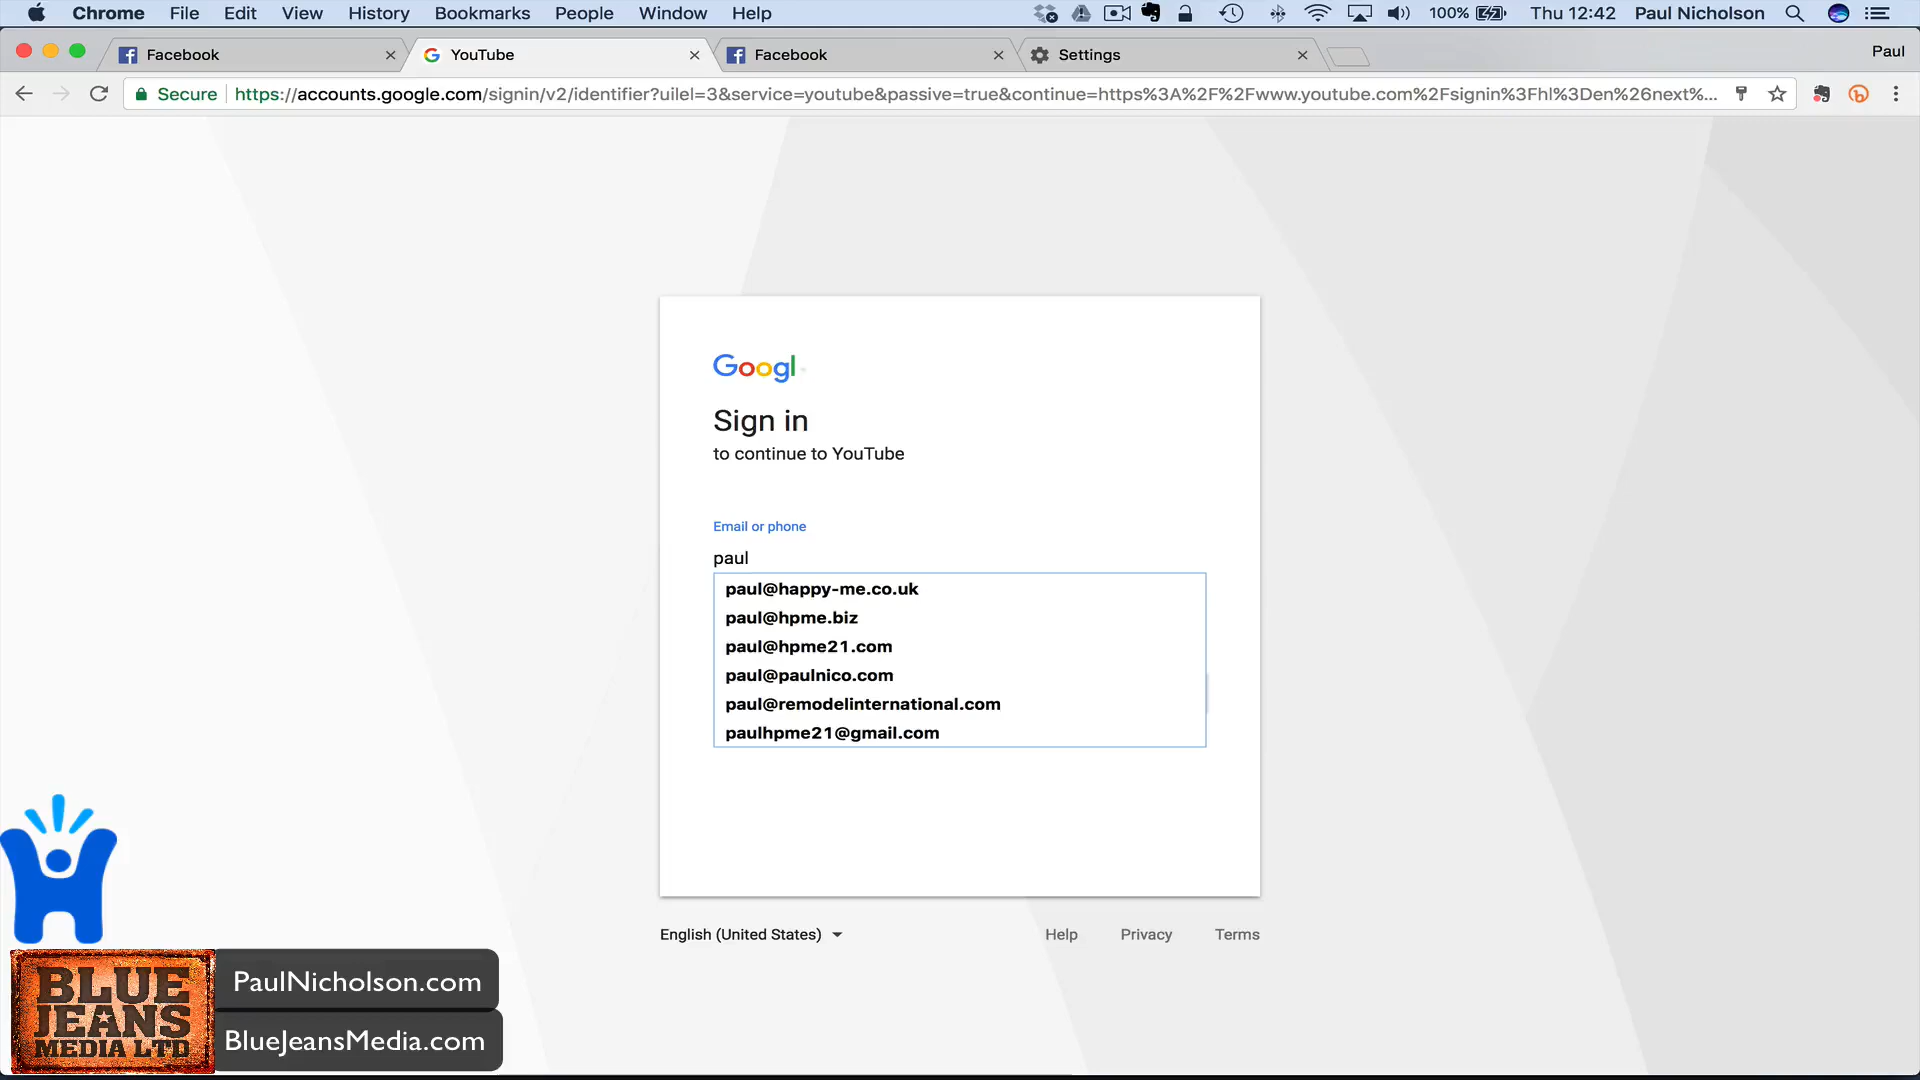 Chrome File Edit View History Bookmarks People Window Help 100% Thu 12:42 Paul Nicholson
Facebook YouTube Facebook Settings Paul
Secure https://accounts.google.com/signin/v2/identifier?uilel=3&service=youtube&passive=true&continue=https%3A%2F%2Fwww.youtube.com%2Fsignin%3Fhl%3Den%26next%...
Googl
Sign in
to continue to YouTube
Email or phone
paul
paul@happy-me.co.uk
paul@hpme.biz
paul@hpme21.com
paul@paulnico.com
paul@remodelinternational.com
paulhpme21@gmail.com
English (United States) Help Privacy Terms
BLUE
JEANS
MEDIA LTD
PaulNicholson.com
BlueJeansMedia.com